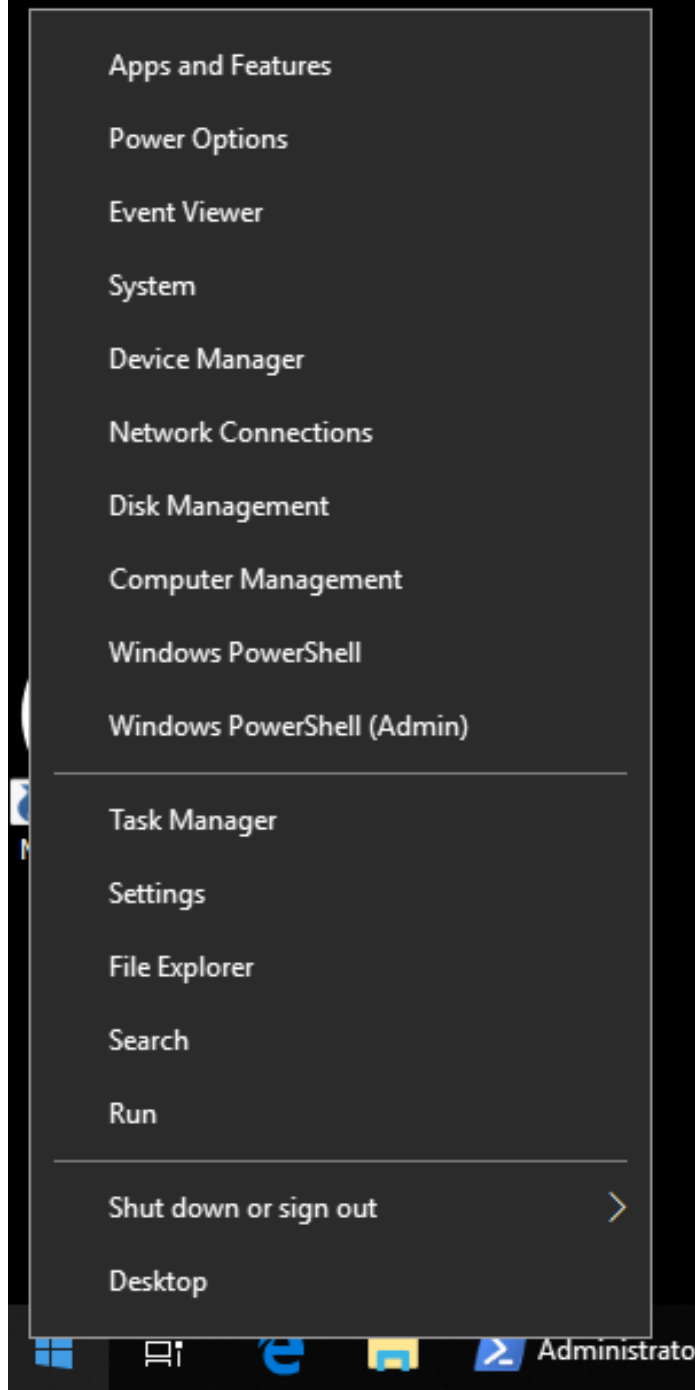 Apps and Features
Power Options
Event Viewer
System
Device Manager
Network Connections
Disk Management
Computer Management
Windows PowerShell
Windows PowerShell (Admin)
Task Manager
Settings
File Explorer
Search
Run
Shut down or sign out
Desktop
Administrato